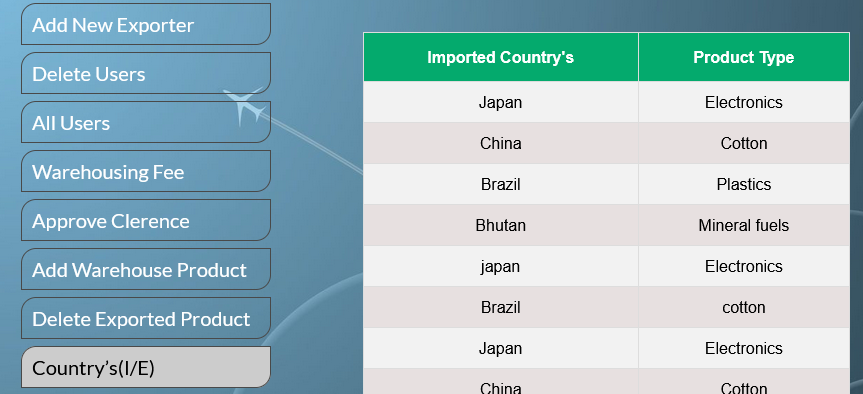 Add New Exporter
Delete Users
All Users
Warehousing Fee
Approve Clerence
Add Warehouse Product
Delete Exported Product
Country’s(I/E)
Imported Country's Product Type
Japan Electronics
China Cotton
Brazil Plastics
Bhutan Mineral fuels
japan Electronics
Brazil cotton
Japan Electronics
China Cotton